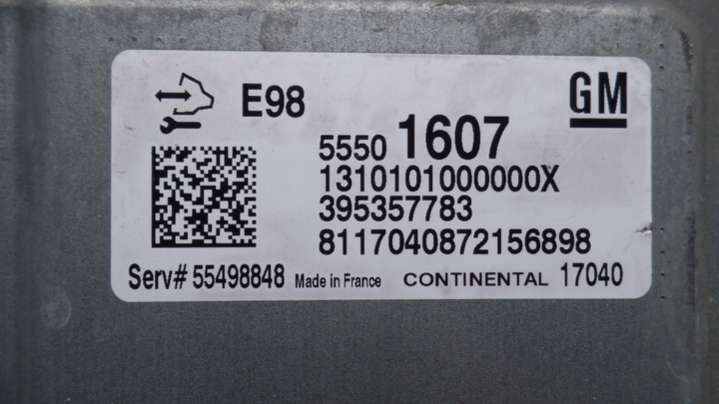 E98
GM
5550 1607
1310101000000X
395357783
8117040872156898
Serv# 55498848 Made in France CONTINENTAL 17040